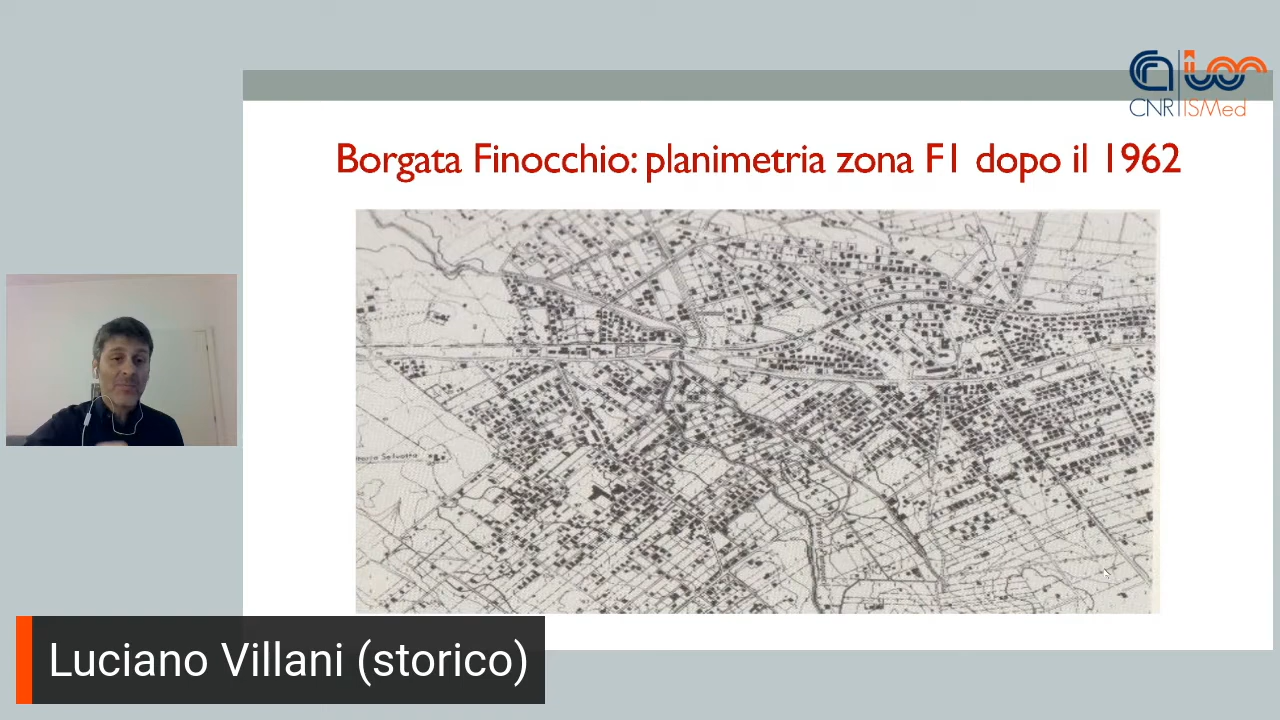 CNR ISMed
Borgata Finocchio: planimetria zona F1 dopo il 1962
Luciano Villani (storico)